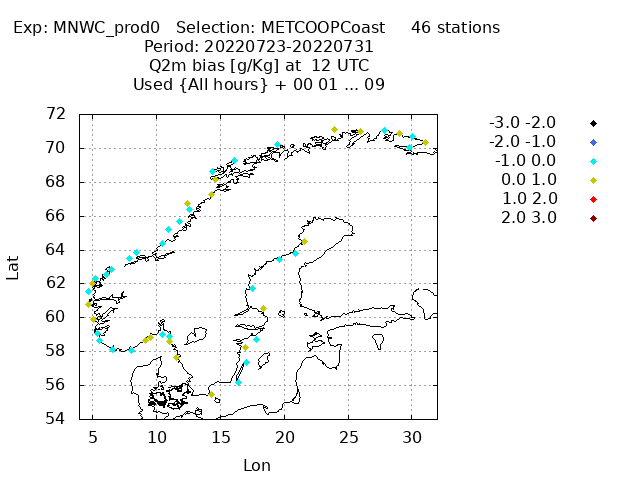 Exp: MNWC_prod0   Selection: METCOOPCoast     46 stations
Period: 20220723-20220731
Q2m bias [g/Kg] at  12 UTC
Used {All hours} + 00 01 ... 09
72
70
68
66
64
62
60
58
56
54
Lat
5 10 15 20 25 30
Lon
-3.0 -2.0
-2.0 -1.0
-1.0 0.0
0.0 1.0
1.0 2.0
2.0 3.0